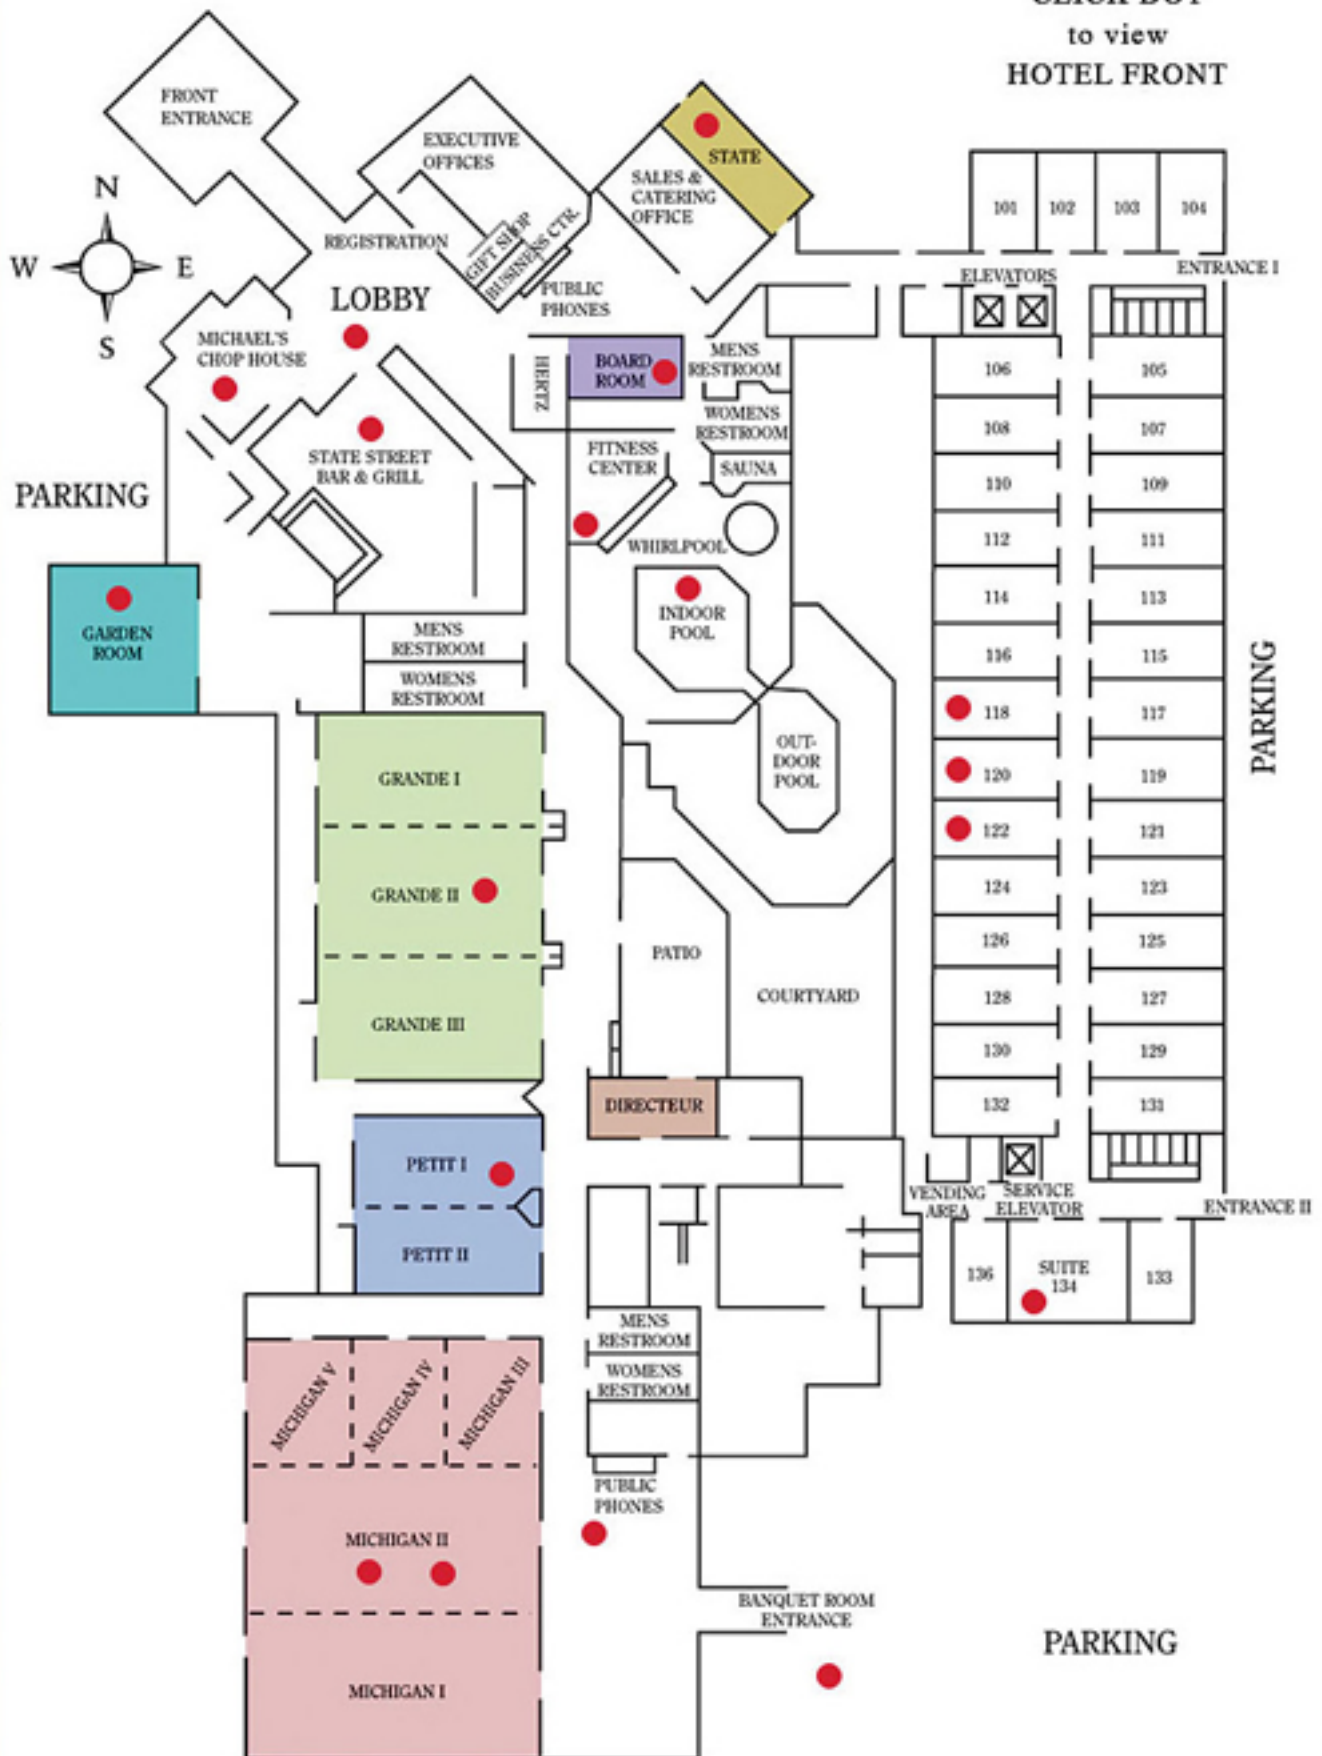 to view
HOTEL FRONT
FRONT
ENTRANCE
N
W
E
S
EXECUTIVE
OFFICES
REGISTRATION
GIFT SHOP
BUSINESS CTR.
PUBLIC
PHONES
STATE
SALES &
CATERING
OFFICE
101
102
103
104
ENTRANCE I
ELEVATORS
LOBBY
MICHAEL'S
CHOP HOUSE
STATE STREET
BAR & GRILL
HERTZ
BOARD
ROOM
MENS
RESTROOM
WOMENS
RESTROOM
FITNESS
CENTER
SAUNA
WHIRLPOOL
INDOOR
POOL
OUT-
DOOR
POOL
PARKING
GARDEN
ROOM
MENS
RESTROOM
WOMENS
RESTROOM
GRANDE I
GRANDE II
GRANDE III
PATIO
COURTYARD
DIRECTEUR
PETIT I
PETIT II
106
105
108
107
110
109
112
111
114
113
116
115
118
117
120
119
122
121
124
123
126
125
128
127
130
129
132
131
PARKING
VENDING
AREA
SERVICE
ELEVATOR
ENTRANCE II
136
SUITE
134
133
MENS
RESTROOM
WOMENS
RESTROOM
PUBLIC
PHONES
MICHIGAN V
MICHIGAN IV
MICHIGAN III
MICHIGAN II
MICHIGAN I
BANQUET ROOM
ENTRANCE
PARKING